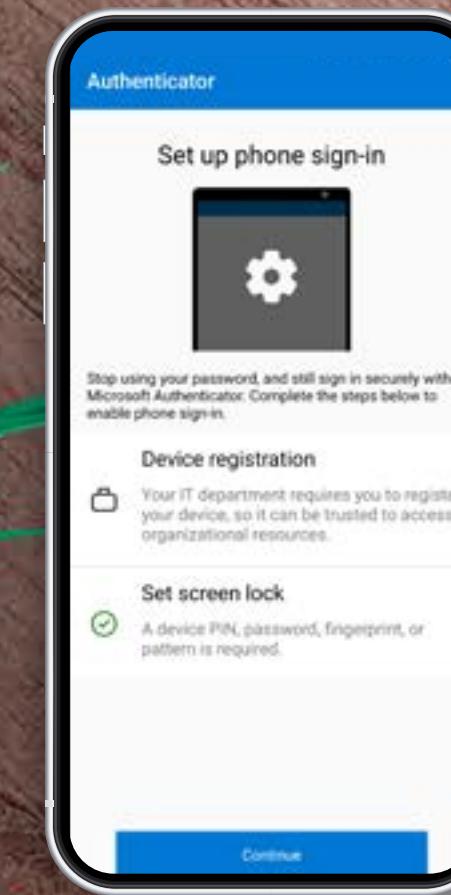 Authenticator
Set up phone sign-in
Stop using your password, and still sign in securely with
Microsoft Authenticator. Complete the steps below to
enable phone sign-in.
Device registration
Your IT department requires you to registe
your device, so it can be trusted to access
organizational resources.
Set screen lock
A device PIN, password, fingerprint, or
pattern is required.
Continue